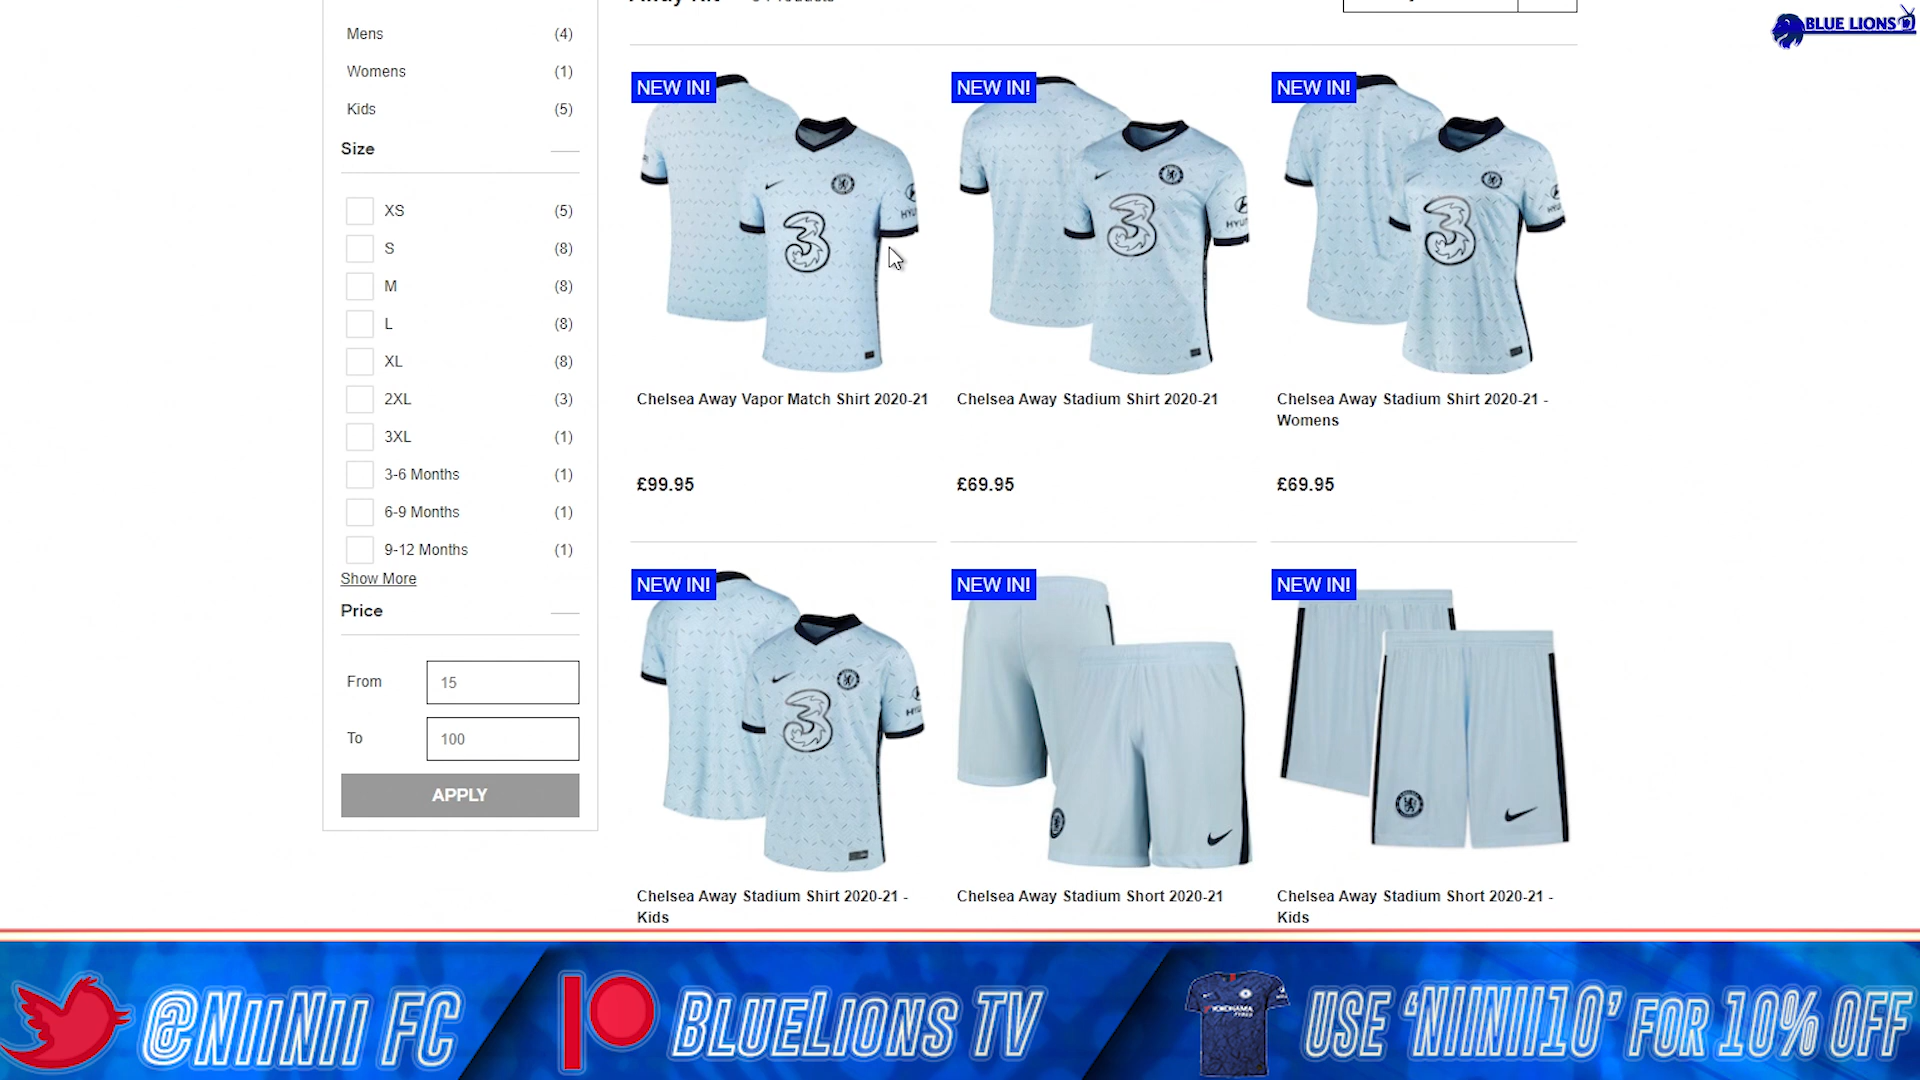 BLUE LIONS
Mens (4)
Womens (1)
Kids (5)
Size
XS (5)
S (8)
M (8)
L (8)
XL (8)
2XL (3)
3XL (1)
3-6 Months (1)
6-9 Months (1)
9-12 Months (1)
Show More
Price
From 15
To 100
APPLY
NEW IN!
3
Chelsea Away Vapor Match Shirt 2020-21
£99.95
NEW IN!
3
Chelsea Away Stadium Shirt 2020-21
£69.95
NEW IN!
3
Chelsea Away Stadium Shirt 2020-21 -
Womens
£69.95
NEW IN!
3
Chelsea Away Stadium Shirt 2020-21 -
Kids
NEW IN!
Chelsea Away Stadium Short 2020-21
NEW IN!
Chelsea Away Stadium Short 2020-21 -
Kids
@NiiNii FC
BlueLions TV
YOKOHAMA
USE 'NIINII10' FOR 10% OFF